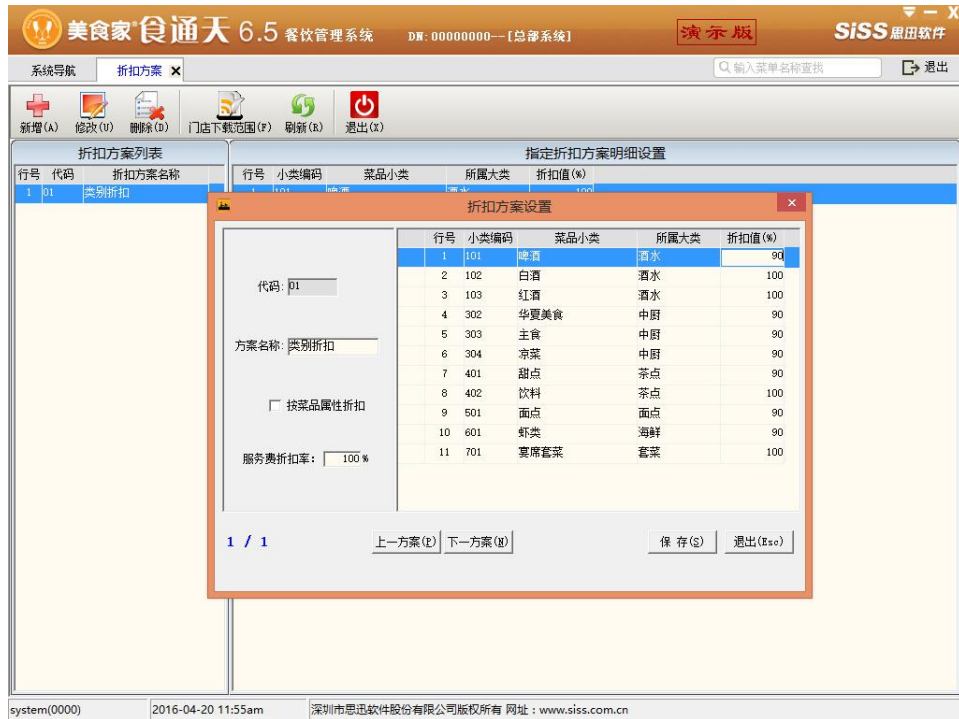 美食家 食通天 6.5 餐饮管理系统 DN: 00000000--[总部系统] 演示版 SiSS 思迅软件
系统导航 折扣方案 输入菜单名称查找 退出
新增(A) 修改(U) 删除(D) 门店下载范围(F) 刷新(R) 退出(X)
折扣方案列表 指定折扣方案明细设置
行号 代码 折扣方案名称 行号 小类编码 菜品小类 所属大类 折扣值(%)
1 01 类别折扣 1 101 啤酒 酒水 100
折扣方案设置
行号 小类编码 菜品小类 所属大类 折扣值(%)
1 101 啤酒 酒水 90
2 102 白酒 酒水 100
3 103 红酒 酒水 100
4 302 华夏美食 中厨 90
5 303 主食 中厨 90
6 304 凉菜 中厨 90
7 401 甜点 茶点 90
8 402 饮料 茶点 100
9 501 面点 面点 90
10 601 虾类 海鲜 90
11 701 宴席套菜 套菜 100
代码: 01
方案名称: 类别折扣
按菜品属性折扣
服务费折扣率: 100 %
1 / 1 上一方案(P) 下一方案(N) 保 存(S) 退出(Esc)
system(0000) 2016-04-20 11:55am 深圳市思迅软件股份有限公司版权所有 网址：www.siss.com.cn